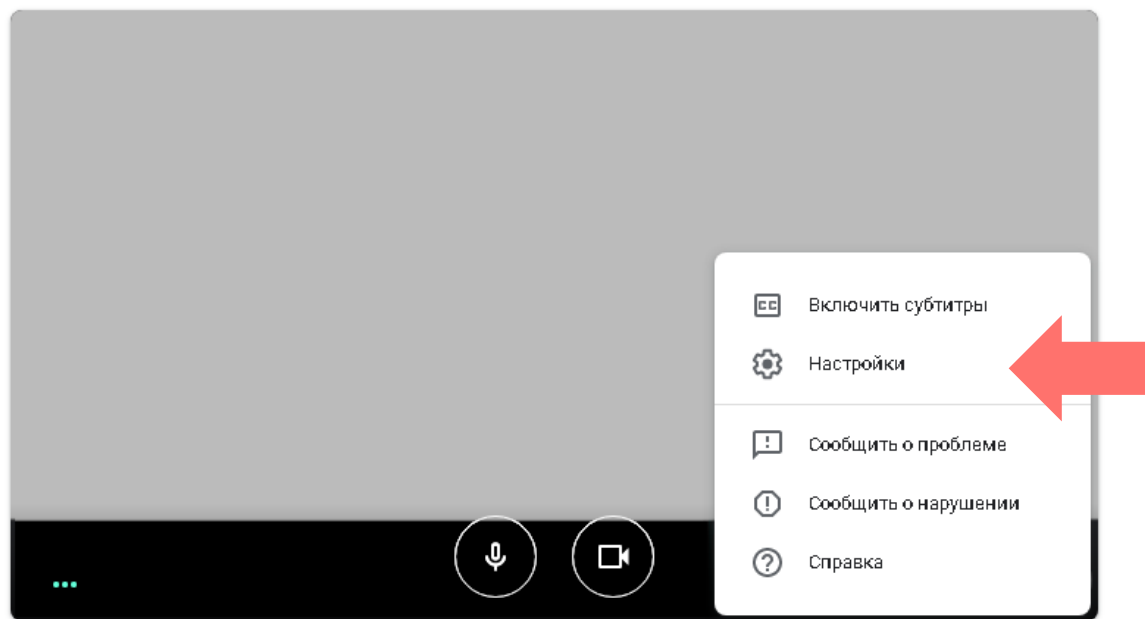 Включить субтитры
Настройки
Сообщить о проблеме
Сообщить о нарушении
Справка